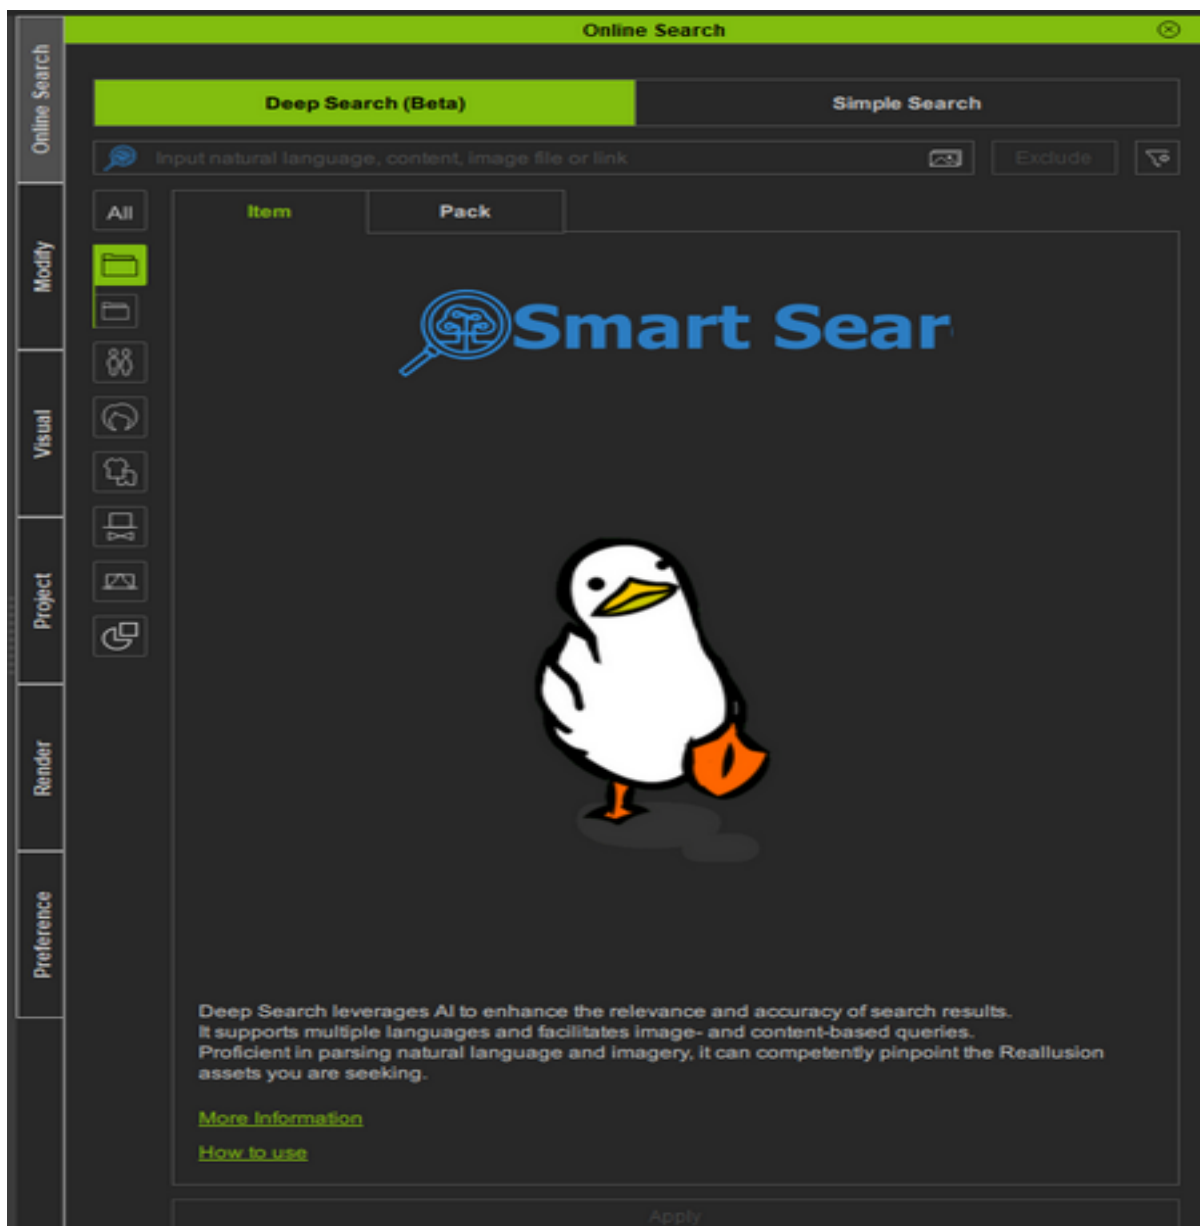 Online Search
Online Search
Deep Search (Beta)
Simple Search
Input natural language, content, image file or link
Exclude
All
Item
Pack
Modify
Smart Sear
Visual
Project
Render
Preference
Deep Search leverages AI to enhance the relevance and accuracy of search results.
It supports multiple languages and facilitates image- and content-based queries.
Proficient in parsing natural language and imagery, it can competently pinpoint the Reallusion
assets you are seeking.
More Information
How to use
Apply